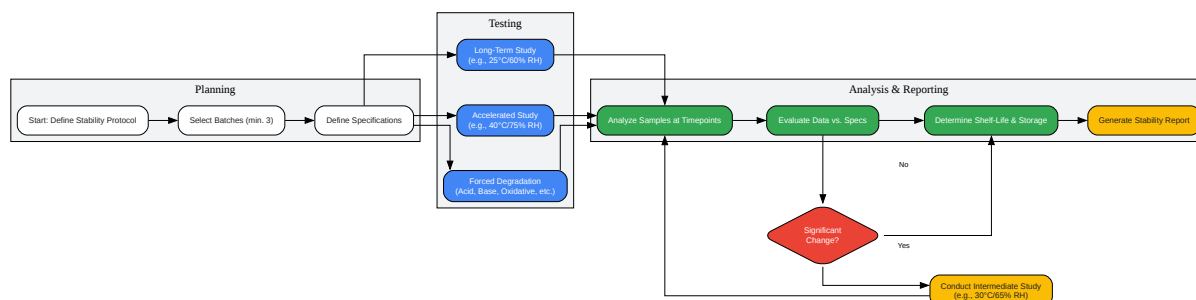 Planning
Start: Define Stability Protocol
Select Batches (min. 3)
Define Specifications
Testing
Long-Term Study
(e.g., 25°C/60% RH)
Accelerated Study
(e.g., 40°C/75% RH)
Forced Degradation
(Acid, Base, Oxidative, etc.)
Analysis & Reporting
Analyze Samples at Timepoints
Evaluate Data vs. Specs
Determine Shelf-Life & Storage
Generate Stability Report
No
Significant
Change?
Yes
Conduct Intermediate Study
(e.g., 30°C/65% RH)